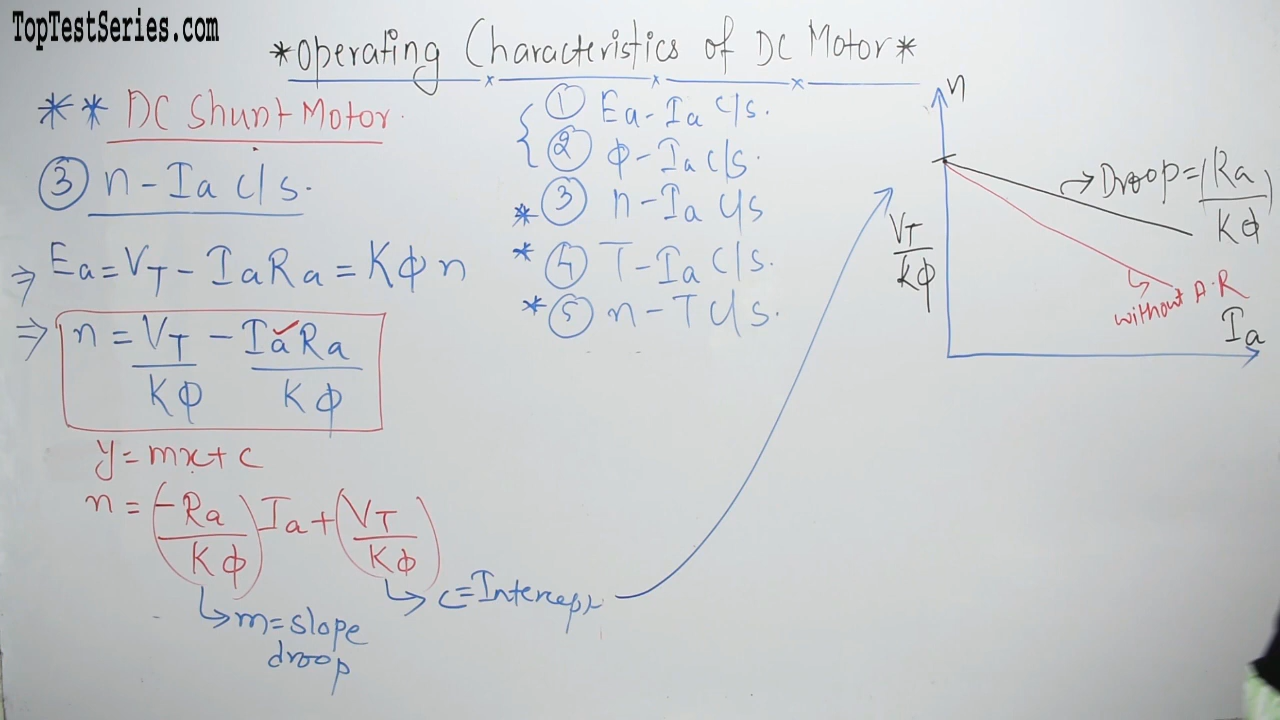 TopTestSeries.com
*Operating Characteristics of DC Motor*
** DC Shunt Motor
③ n-Ia c/s.
⇒ Ea=VT-IaRa=Kφn
⇒ n=VT/Kφ - IaRa/Kφ
y=mx+c
n=(-Ra/Kφ)Ia+(VT/Kφ)
m=slope
droop
c=Intercept
① Ea-Ia c/s.
② φ-Ia c/s.
* ③ n-Ia c/s
* ④ T-Ia c/s.
* ⑤ n-T c/s.
n
VT/Kφ
Droop=(Ra/Kφ)
without A.R
Ia